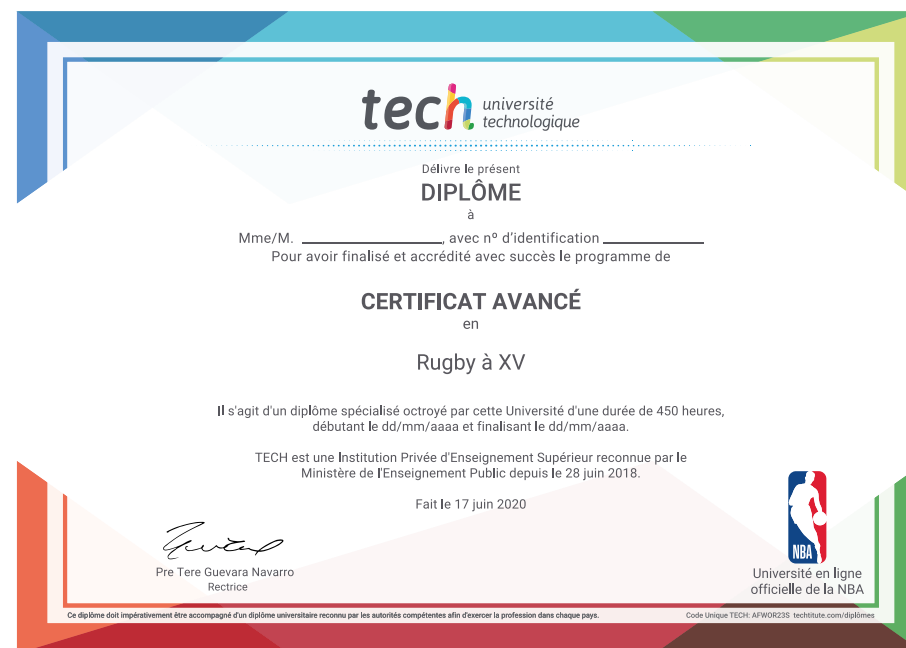 tech université
technologique
Délivre le présent
DIPLÔME
à
Mme/M. ____________________, avec nº d'identification ______________
Pour avoir finalisé et accrédité avec succès le programme de
CERTIFICAT AVANCÉ
en
Rugby à XV
Il s'agit d'un diplôme spécialisé octroyé par cette Université d'une durée de 450 heures,
débutant le dd/mm/aaaa et finalisant le dd/mm/aaaa.
TECH est une Institution Privée d'Enseignement Supérieur reconnue par le
Ministère de l'Enseignement Public depuis le 28 juin 2018.
Fait le 17 juin 2020
Pre Tere Guevara Navarro
Rectrice
NBA
Université en ligne
officielle de la NBA
Ce diplôme doit impérativement être accompagné d'un diplôme universitaire reconnu par les autorités compétentes afin d'exercer la profession dans chaque pays.
Code Unique TECH: AFWOR23S techtitute.com/diplômes